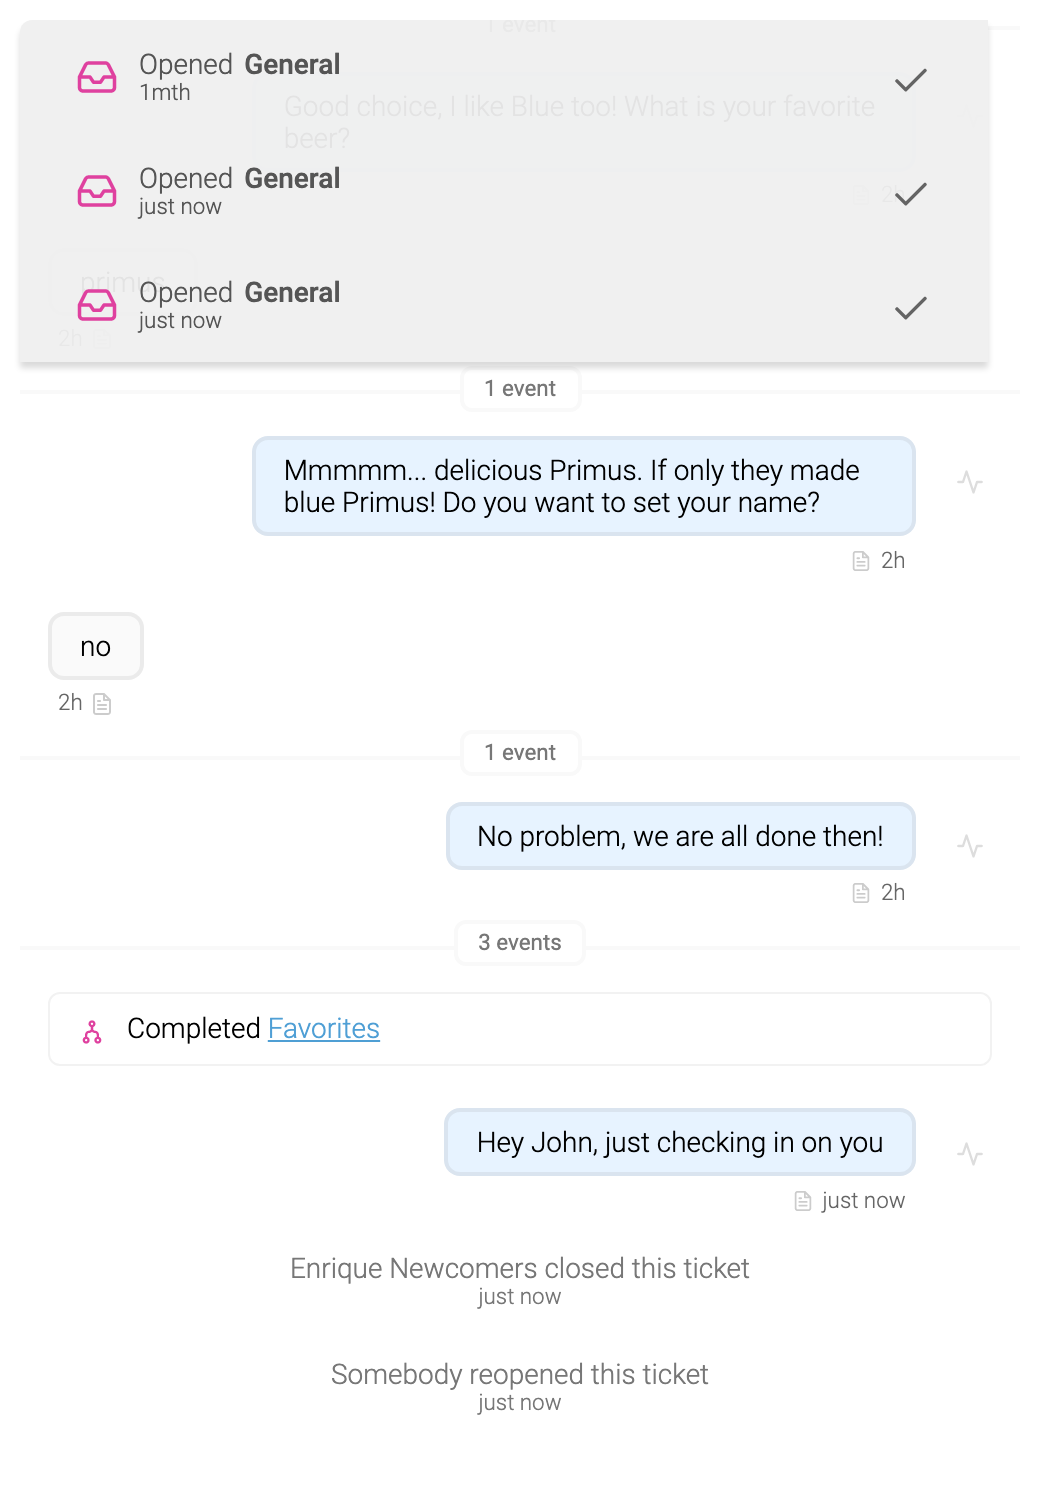 1 event
Opened General
1mth
Good choice, I like Blue too! What is your favorite
beer?
2h
Opened General
just now
primus
Opened General
just now
2h
1 event
Mmmmm... delicious Primus. If only they made
blue Primus! Do you want to set your name?
2h
no
2h
1 event
No problem, we are all done then!
2h
3 events
Completed Favorites
Hey John, just checking in on you
just now
Enrique Newcomers closed this ticket
just now
Somebody reopened this ticket
just now